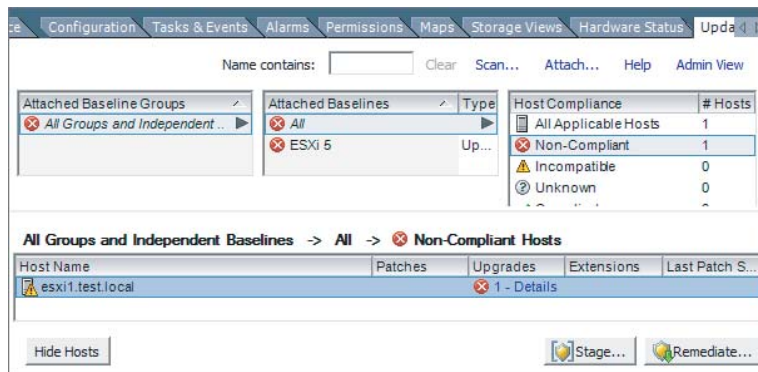 ce Configuration Tasks & Events Alarms Permissions Maps Storage Views Hardware Status Upda
Name contains: Clear Scan... Attach... Help Admin View
Attached Baseline Groups Attached Baselines Type Host Compliance # Hosts
All Groups and Independent .. All All Applicable Hosts 1
ESXi 5 Up... Non-Compliant 1
Incompatible 0
Unknown 0
All Groups and Independent Baselines -> All -> Non-Compliant Hosts
Host Name Patches Upgrades Extensions Last Patch S...
esxi1.test.local 1 - Details
Hide Hosts Stage... Remediate...